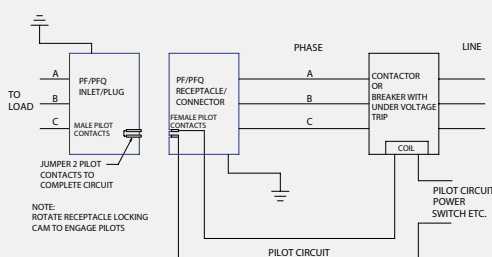 PHASE
LINE
A
B
C
TO
LOAD
PF/PFQ
INLET/PLUG
MALE PILOT
CONTACTS
PF/PFQ
RECEPTACLE/
CONNECTOR
FEMALE PILOT
CONTACTS
A
B
C
CONTACTOR
OR
BREAKER WITH
UNDER VOLTAGE
TRIP
COIL
JUMPER 2 PILOT
CONTACTS TO
COMPLETE CIRCUIT
NOTE:
ROTATE RECEPTACLE LOCKING
CAM TO ENGAGE PILOTS
PILOT CIRCUIT
POWER
SWITCH ETC.
PILOT CIRCUIT